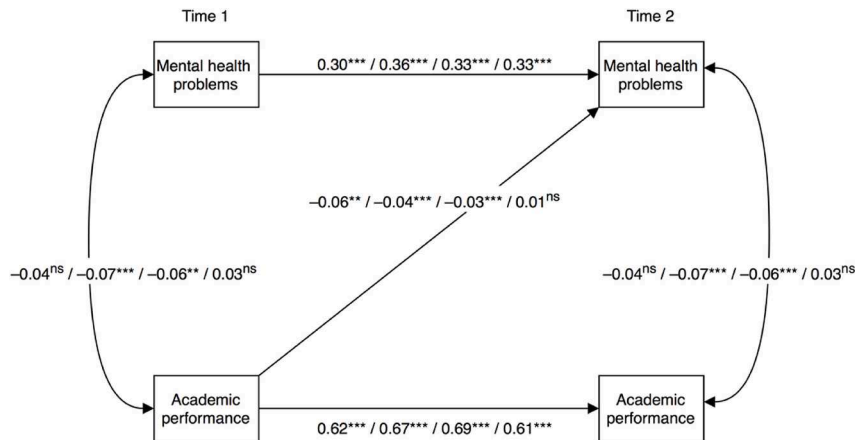 Time 1
Time 2
Mental health
problems
0.30*** / 0.36*** / 0.33*** / 0.33***
Mental health
problems
–0.06** / –0.04*** / –0.03*** / 0.01ns
–0.04ns / –0.07*** / –0.06** / 0.03ns
–0.04ns / –0.07*** / –0.06*** / 0.03ns
Academic
performance
0.62*** / 0.67*** / 0.69*** / 0.61***
Academic
performance